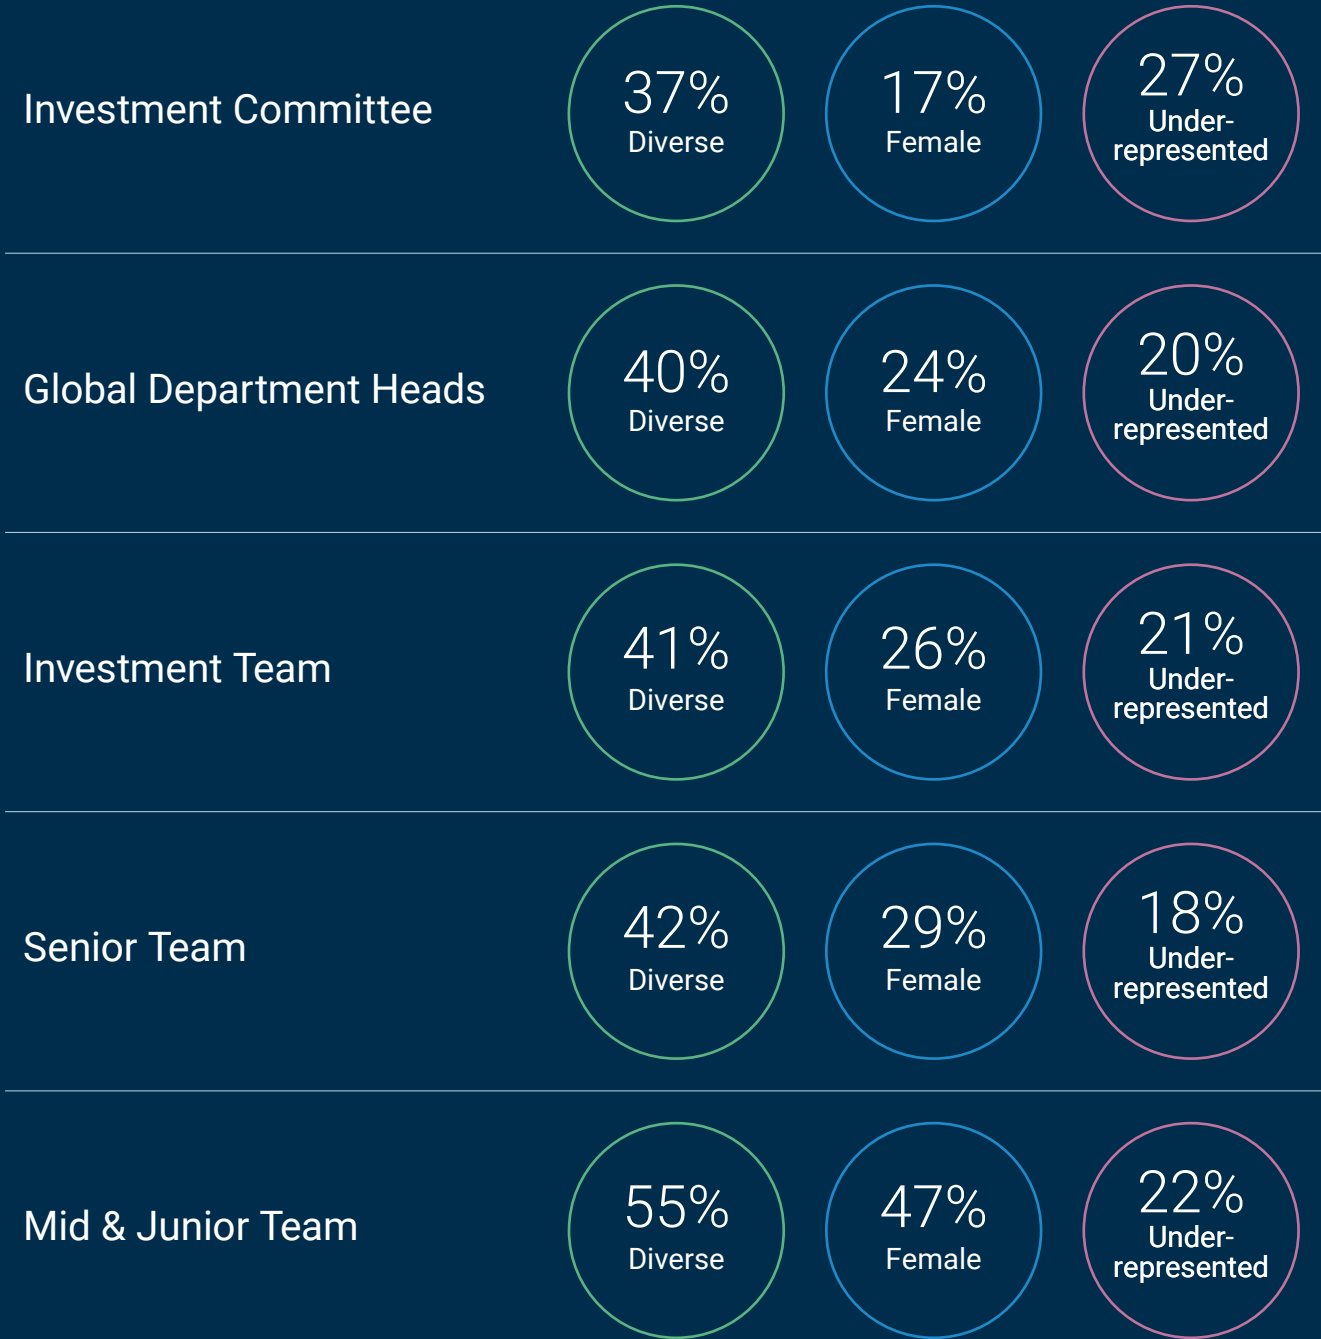 Investment Committee
37%
Diverse
17%
Female
27%
Under-
represented
Global Department Heads
40%
Diverse
24%
Female
20%
Under-
represented
Investment Team
41%
Diverse
26%
Female
21%
Under-
represented
Senior Team
42%
Diverse
29%
Female
18%
Under-
represented
Mid & Junior Team
55%
Diverse
47%
Female
22%
Under-
represented